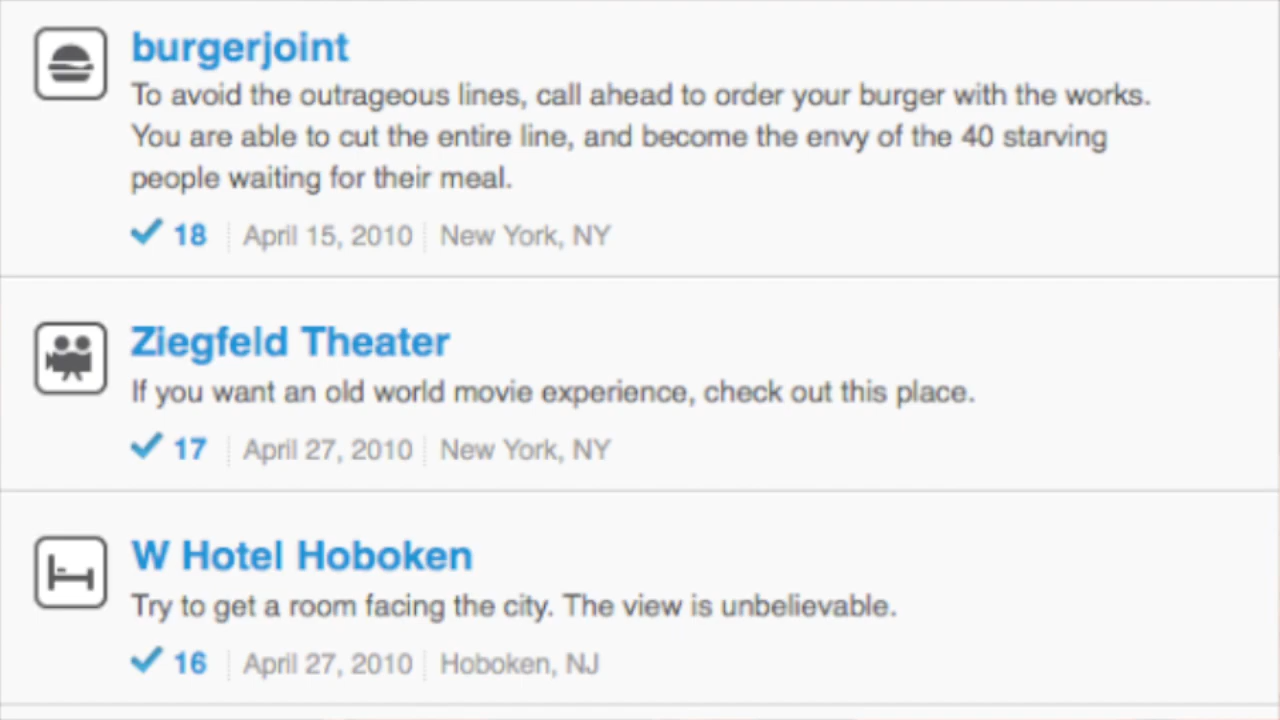 burgerjoint
To avoid the outrageous lines, call ahead to order your burger with the works.
You are able to cut the entire line, and become the envy of the 40 starving
people waiting for their meal.
18 April 15, 2010 New York, NY
Ziegfeld Theater
If you want an old world movie experience, check out this place.
17 April 27, 2010 New York, NY
W Hotel Hoboken
Try to get a room facing the city. The view is unbelievable.
16 April 27, 2010 Hoboken, NJ